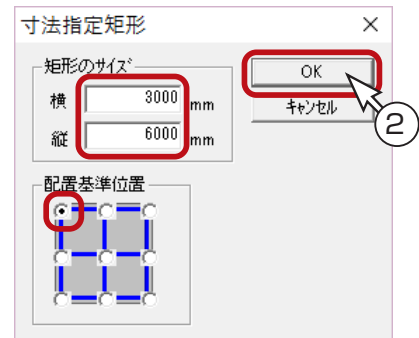 寸法指定矩形
矩形のサイズ
横 3000 mm
縦 6000 mm
OK
キャンセル
2
配置基準位置